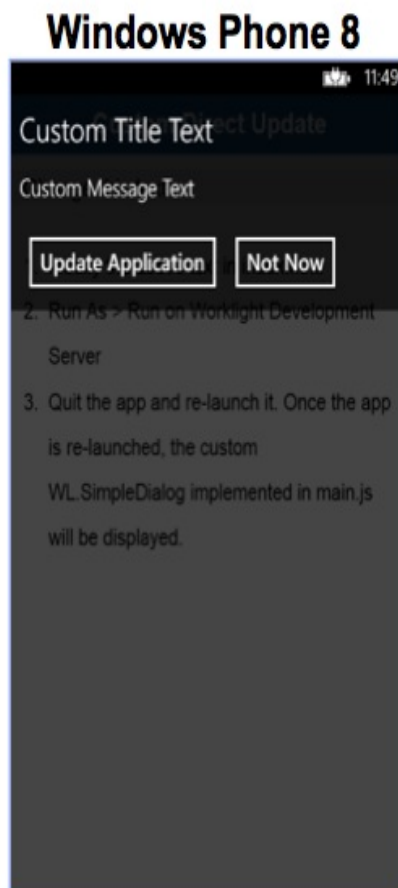 Windows Phone 8
11:49
Custom Title Text
Direct Update
Custom Message Text
Update Application
Not Now
2. Run As > Run on Worklight Development
Server
3. Quit the app and re-launch it. Once the app
is re-launched, the custom
WL.SimpleDialog implemented in main.js
will be displayed.